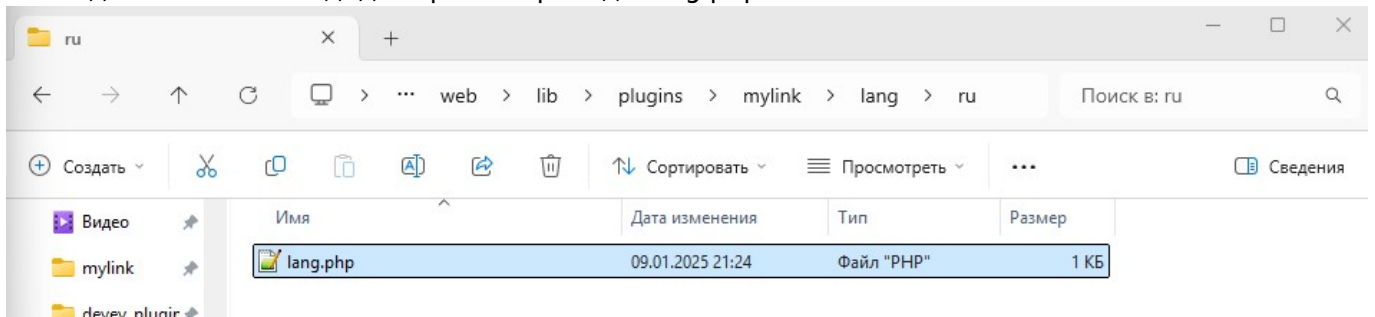 ru
web > lib > plugins > mylink > lang > ru
Поиск в: ru
Создать
Сортировать
Просмотреть
...
Сведения
Видео
mylink
Имя
Дата изменения
Тип
Размер
lang.php
09.01.2025 21:24
Файл "PHP"
1 КБ